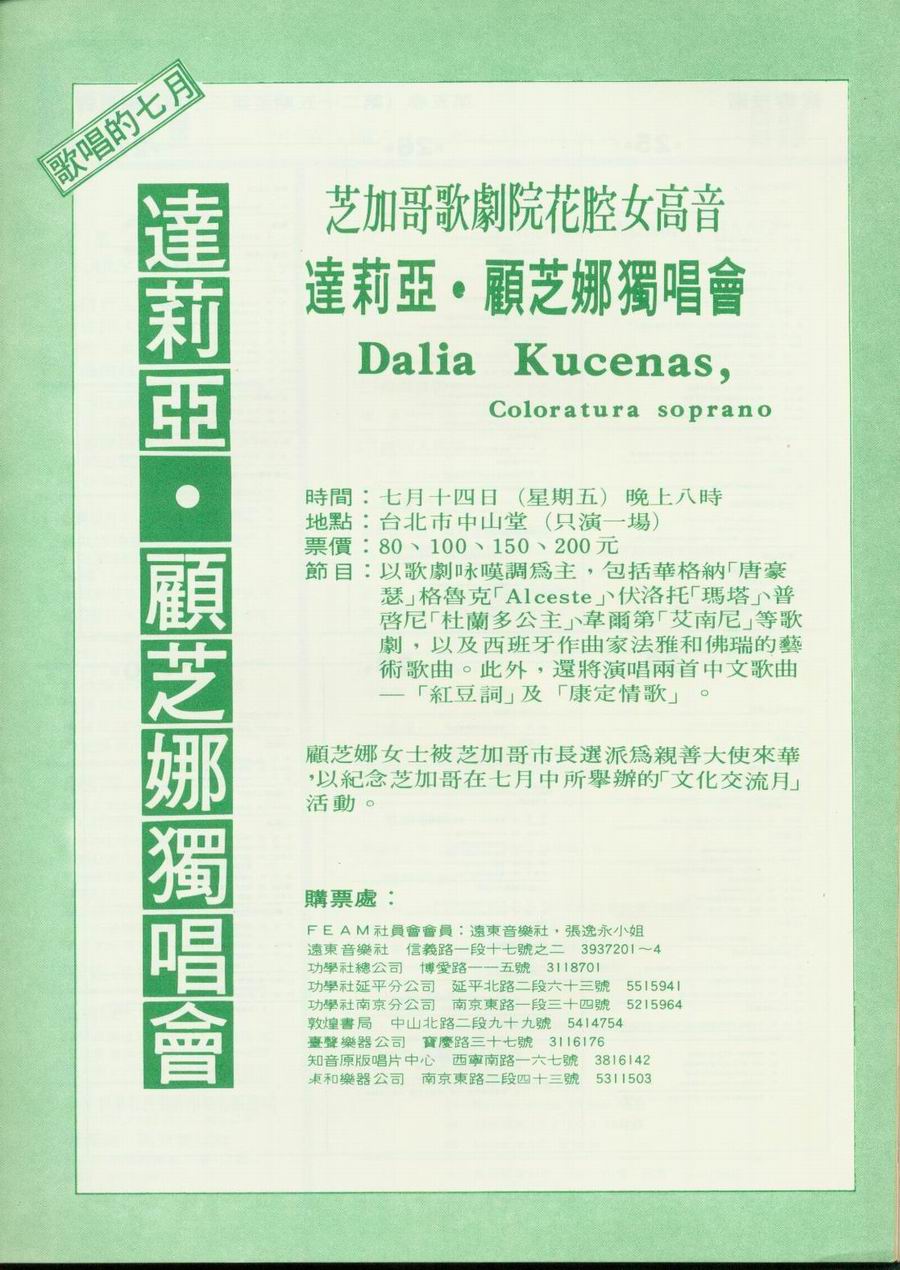 歌唱的七月
達莉亞·顧芝娜獨唱會
芝加哥歌劇院花腔女高音
達莉亞·顧芝娜獨唱會
Dalia Kucenas,
Coloratura soprano
時間：七月十四日（星期五）晚上八時
地點：台北市中山堂（只演一場）
票價：80、100、150、200元
節目：以歌劇咏嘆調爲主，包括華格納「唐豪
瑟」格魯克「Alceste」、伏洛托「瑪塔」、普
啓尼「杜蘭多公主」、韋爾第「艾南尼」等歌
劇，以及西班牙作曲家法雅和佛瑞的藝
術歌曲。此外，還將演唱兩首中文歌曲
—「紅豆詞」及「康定情歌」。
顧芝娜女士被芝加哥市長選派爲親善大使來華
，以紀念芝加哥在七月中所舉辦的「文化交流月」
活動。
購票處：
FEAM社員會會員：遠東音樂社，張逸永小姐
遠東音樂社 信義路一段十七號之二 3937201～4
功學社總公司 博愛路一一五號 3118701
功學社延平分公司 延平北路二段六十三號 5515941
功學社南京分公司 南京東路一段三十四號 5215964
敦煌書局 中山北路二段九十九號 5414754
臺聲樂器公司 寶慶路三十七號 3116176
知音原版唱片中心 西寧南路一六七號 3816142
和樂器公司 南京東路二段四十三號 5311503